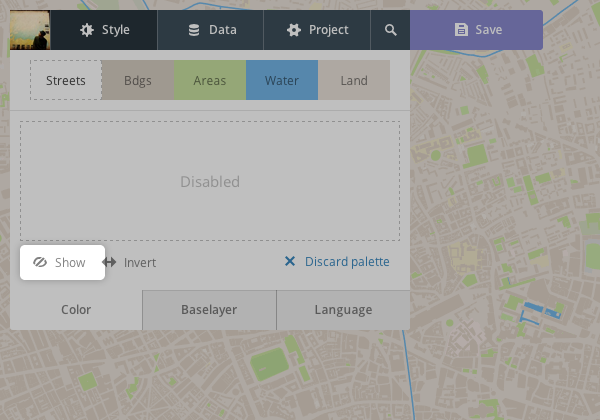 Style Data Project Save
Streets Bdgs Areas Water Land
Disabled
Show Invert Discard palette
Color Baselayer Language